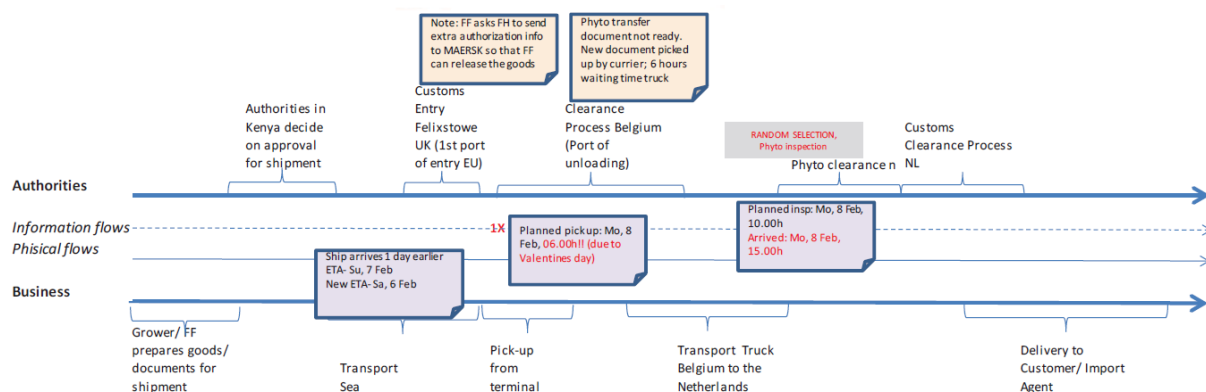 Note: FF asks FH to send
extra authorization info
to MAERSK so that FF
can release the goods
Phyto transfer
document not ready.
New document picked
up by currier; 6 hours
waiting time truck
Authorities in
Kenya decide
on approval
for shipment
Customs
Entry
Felixstowe
UK (1st port
of entry EU)
Clearance
Process Belgium
(Port of
unloading)
RANDOM SELECTION,
Phyto inspection
Phyto clearance n
Customs
Clearance Process
NL
Authorities
Information flows
Phisical flows
1X
Planned pickup: Mo, 8
Feb, 06.00h!! (due to
Valentines day)
Planned insp: Mo, 8 Feb,
10.00h
Arrived: Mo, 8 Feb,
15.00h
Ship arrives 1 day earlier
ETA- Su, 7 Feb
New ETA- Sa, 6 Feb
Business
Grower/ FF
prepares goods/
documents for
shipment
Transport
Sea
Pick-up
from
terminal
Transport Truck
Belgium to the
Netherlands
Delivery to
Customer/ Import
Agent